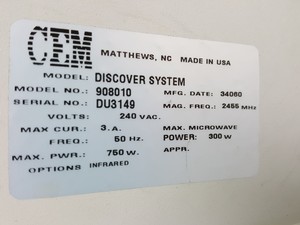 CEM
MATTHEWS, NC MADE IN USA
MODEL: DISCOVER SYSTEM
MODEL NO.: 908010 MFG. DATE: 34060
SERIAL NO.: DU3149 MAG. FREQ.: 2455 MHz
VOLTS: 240 VAC.
MAX CUR.: 3 A. MAX. MICROWAVE
FREQ.: 50 Hz. POWER: 300 W
MAX. PWR.: 750 W. APPR.
OPTIONS INFRARED